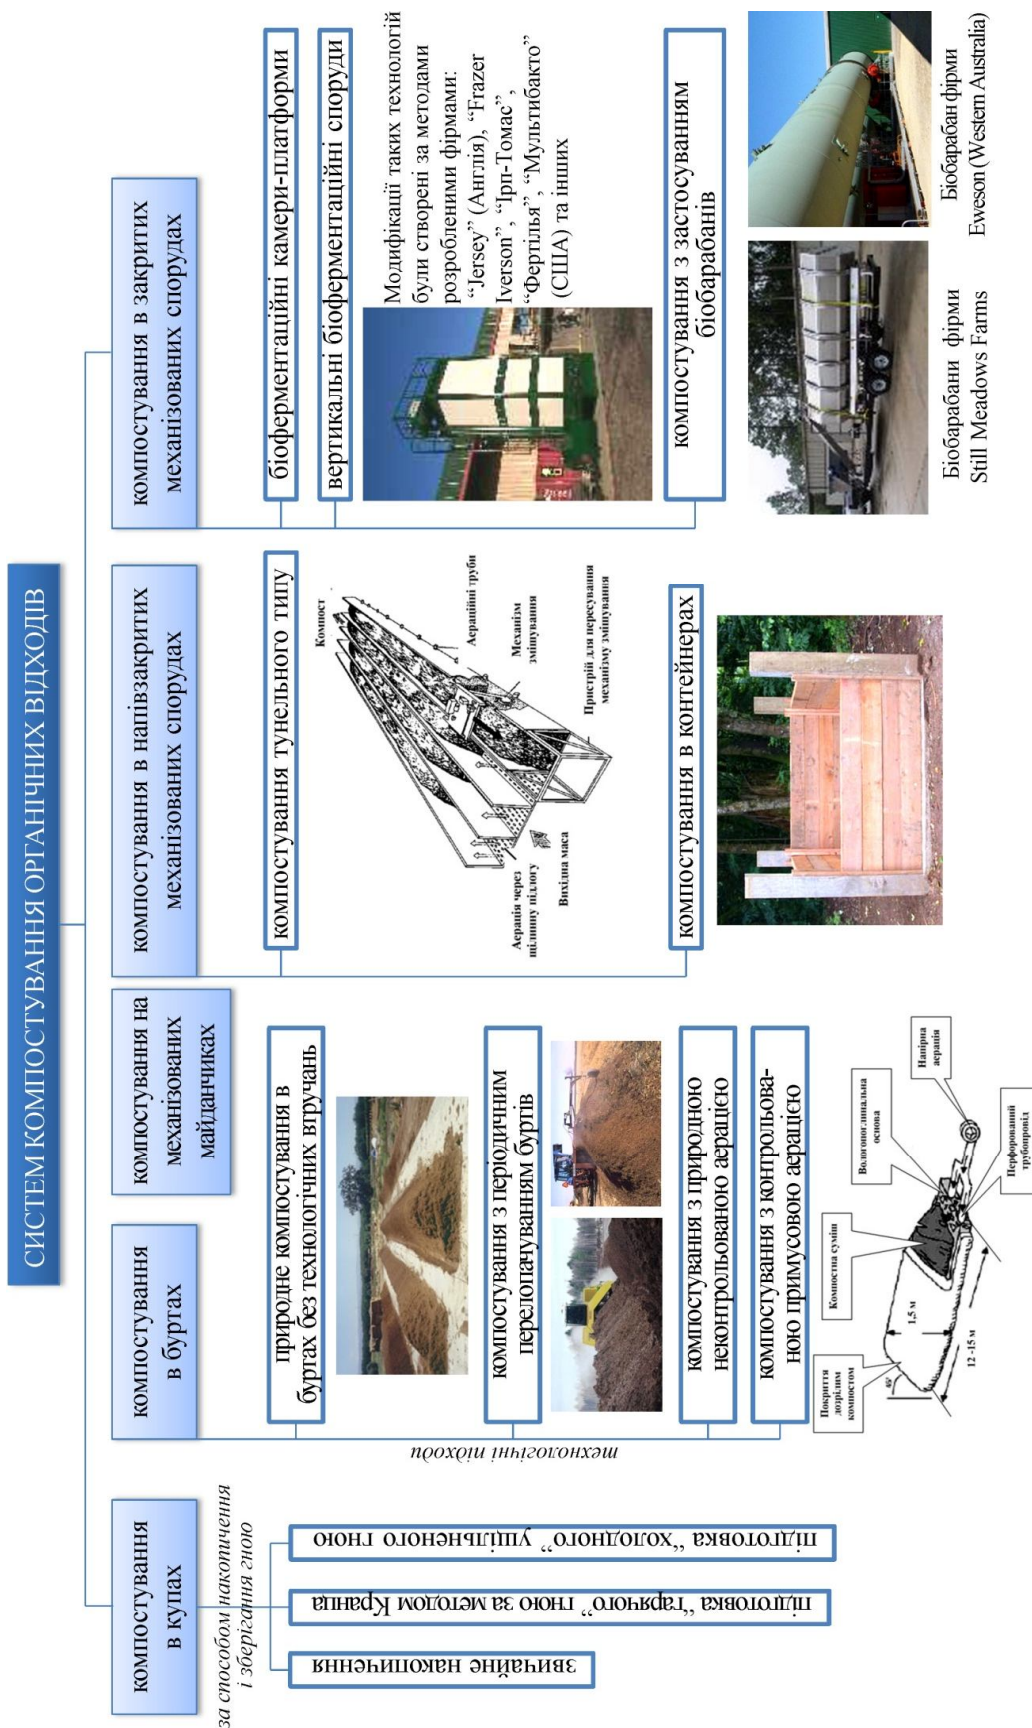 СИСТЕМ КОМПОСТУВАННЯ ОРГАНІЧНИХ ВІДХОДІВ
компостування
в купах
за способом накопичення
і зберігання гною
звичайне накопичення
підготовка “гарячого” гною за методом Кранца
підготовка “холодного” ущільненого гною
компостування
в буртах
технологічні підходи
природне компостування в
буртах без технологічних втручань
компостування з періодичним
перелопачуванням буртів
компостування з природною
неконтрольованою аерацією
компостування з контрольова-
ною примусовою аерацією
Покриття
дозрілим
компостом
Компостна суміш
Вологопоглинальна
основа
Напірна
аерація
Перфорований
трубопровід
45°
1,5 м
12 -15 м
компостування на
механізованих
майданчиках
компостування в напівзакритих
механізованих спорудах
компостування тунельного типу
Компост
Аераційні труби
Механізм
змішування
Пристрій для пересування
механізму змішування
Аерація через
щілинну підлогу
Вихідна маса
компостування в контейнерах
компостування в закритих
механізованих спорудах
біоферментаційні камери-платформи
вертикальні біоферментаційні споруди
Модифікації таких технологій
були створені за методами
розробленими фірмами:
“Jersey” (Англія), “Frazer
Iverson”, “Ірп-Томас”,
“Фертілья”, “Мультибакто”
(США) та інших
компостування з застосуванням
біобарабанів
Біобарабани фірми
Still Meadows Farms
Біобарабан фірми
Eweson (Western Australia)